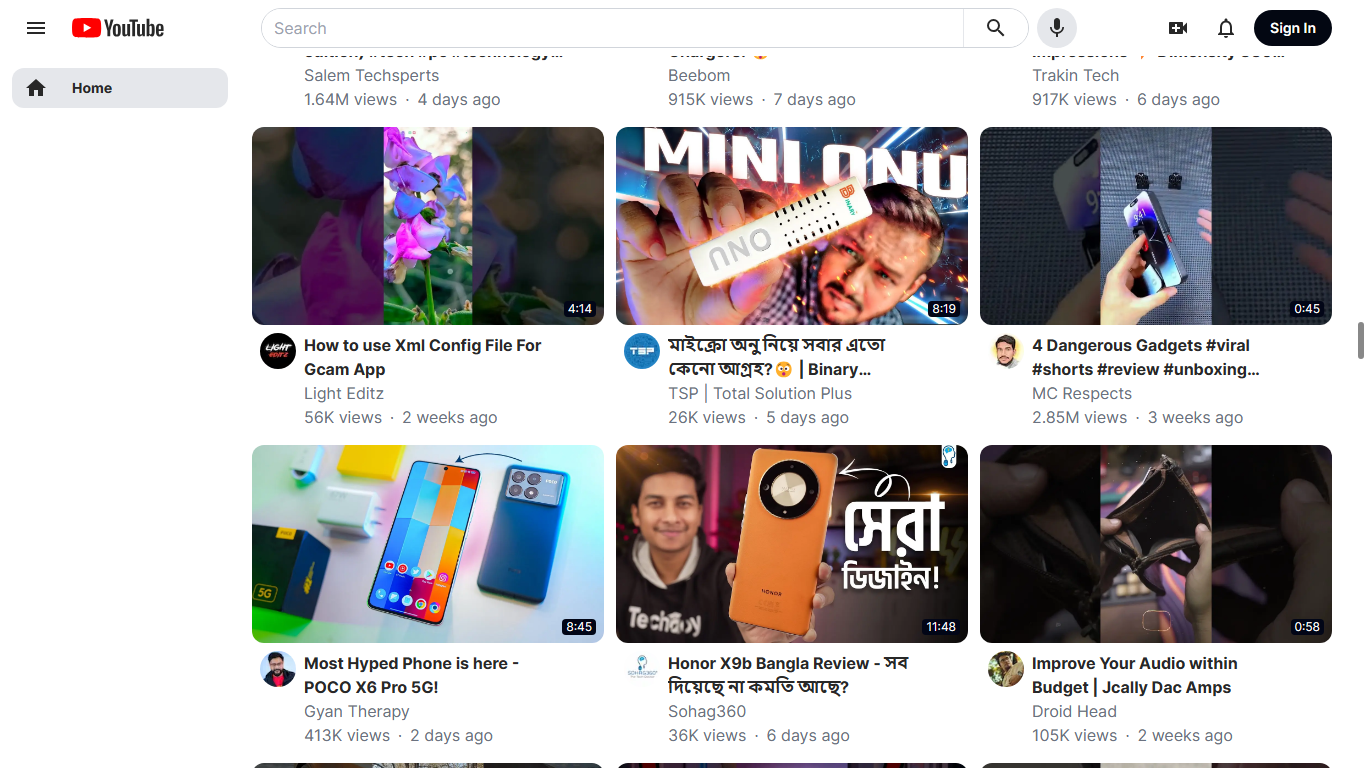 YouTube
Search
Sign In
Home
Salem Techsperts
1.64M views · 4 days ago
Beebom
915K views · 7 days ago
Trakin Tech
917K views · 6 days ago
4:14
MINI ONU
BINARY
ONU
8:19
0:45
LIGHT EDITZ
How to use Xml Config File For
Gcam App
Light Editz
56K views · 2 weeks ago
TSP
মাইক্রো অনু নিয়ে সবার এতো
কেনো আগ্রহ?😲 | Binary...
TSP | Total Solution Plus
26K views · 5 days ago
4 Dangerous Gadgets #viral
#shorts #review #unboxing...
MC Respects
2.85M views · 3 weeks ago
5G
8:45
সেরা
ডিজাইন!
HONOR
11:48
0:58
Most Hyped Phone is here -
POCO X6 Pro 5G!
Gyan Therapy
413K views · 2 days ago
SOHAG360°
Honor X9b Bangla Review - সব
দিয়েছে না কমতি আছে?
Sohag360
36K views · 6 days ago
Improve Your Audio within
Budget | Jcally Dac Amps
Droid Head
105K views · 2 weeks ago